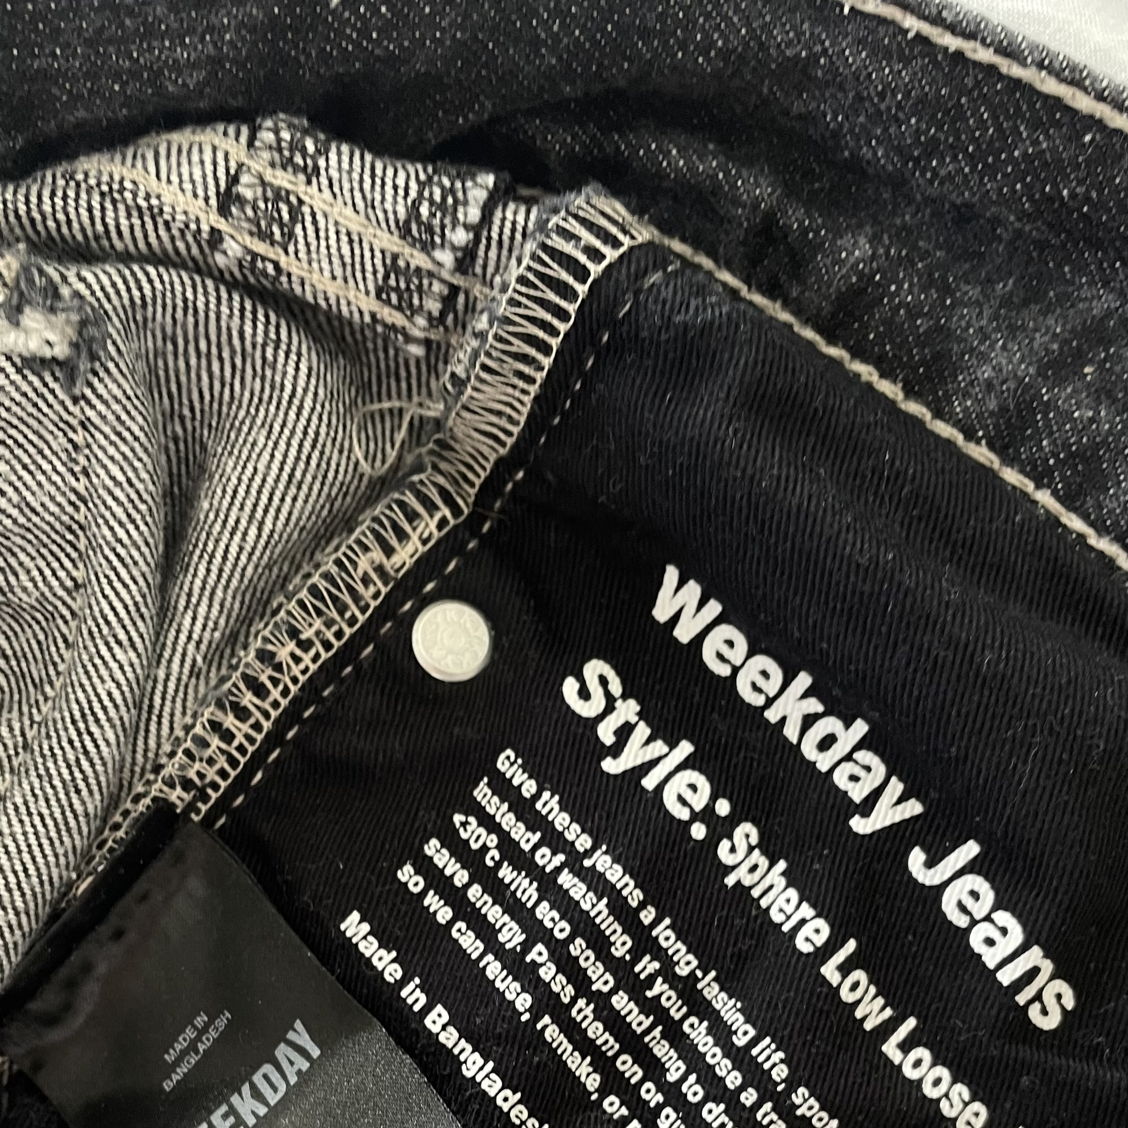 Weekday Jeans
Style: Sphere Low Loose
Give these jeans a long-lasting life, spot
instead of washing. If you choose a
<30°c with eco soap and hang to dry
save energy. Pass them on or
so we can reuse, remake, or
Made in Bangladesh
MADE IN
BANGLADESH
EEKDAY